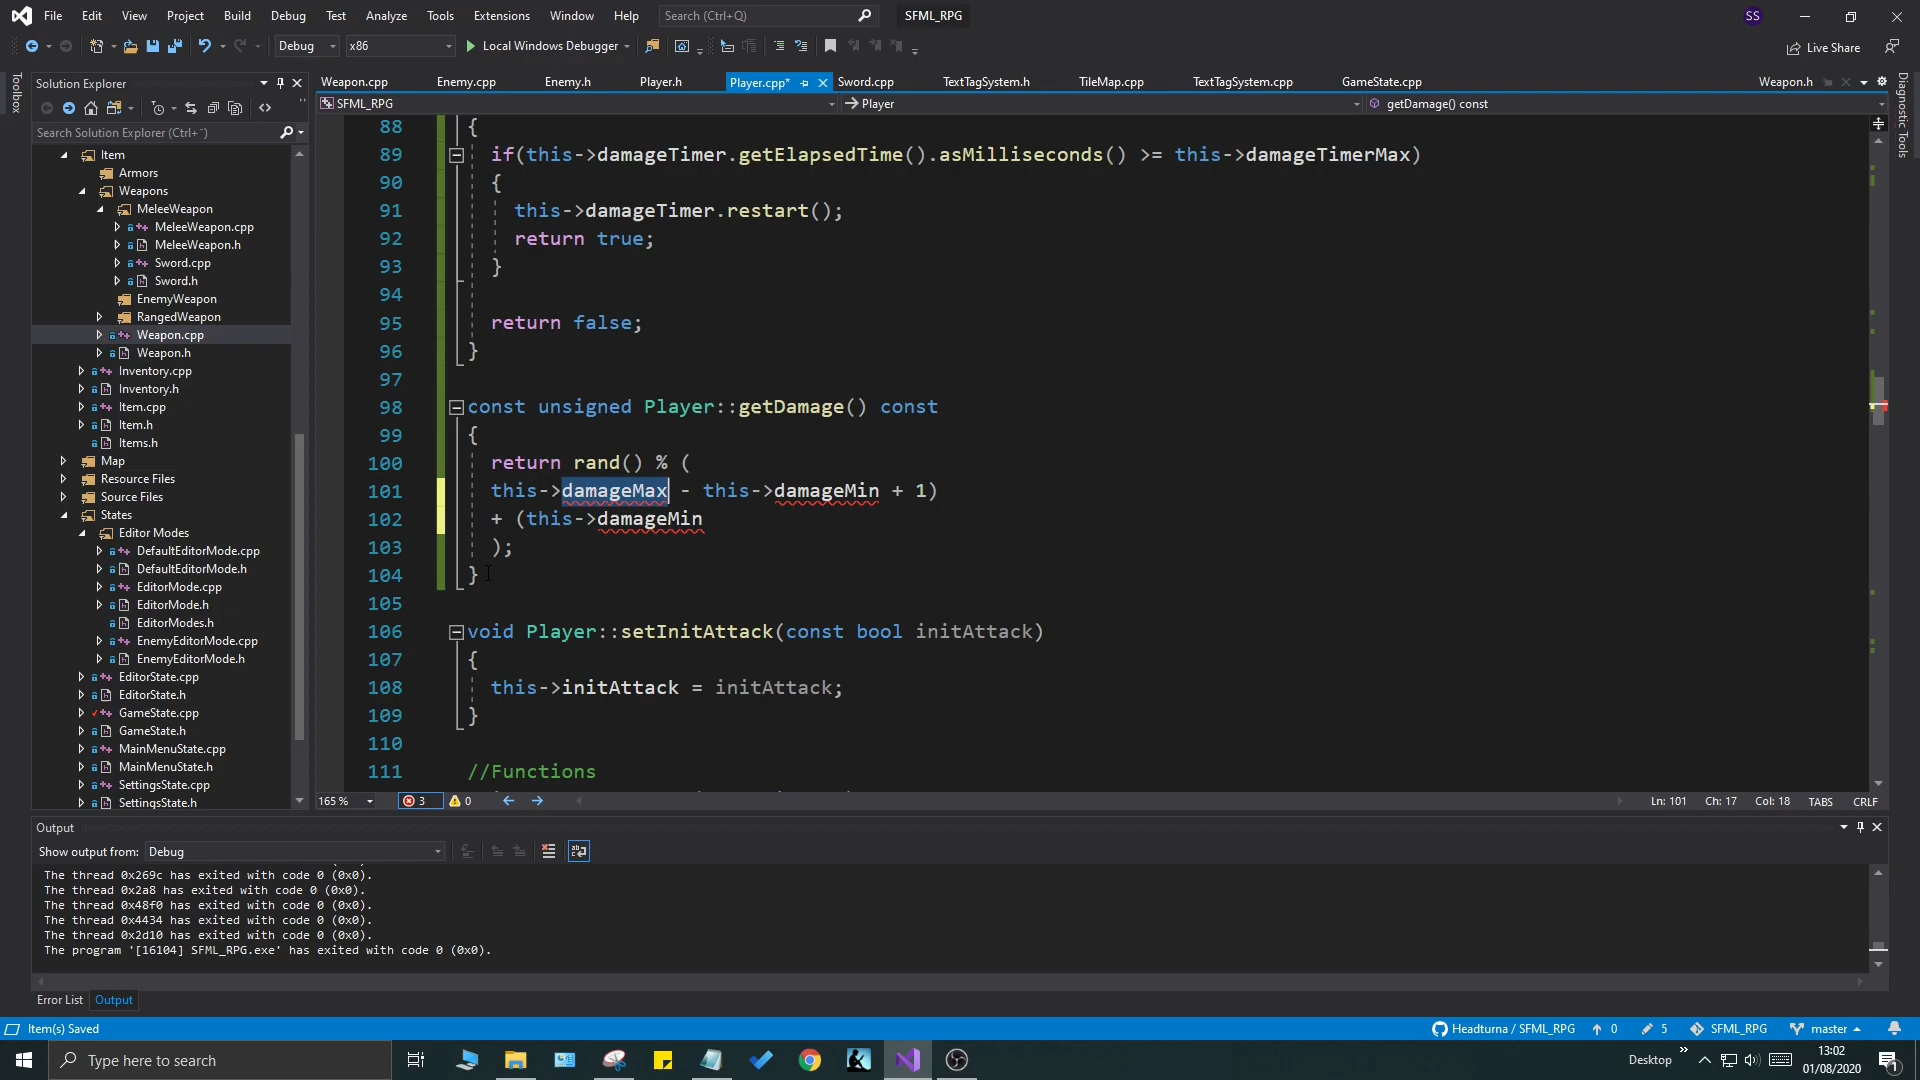 File Edit View Project Build Debug Test Analyze Tools Extensions Window Help Search (Ctrl+Q) SFML_RPG SS
Debug x86 Local Windows Debugger Live Share
Toolbox
Solution Explorer
Search Solution Explorer (Ctrl+¨)
Item
Armors
Weapons
MeleeWeapon
MeleeWeapon.cpp
MeleeWeapon.h
Sword.cpp
Sword.h
EnemyWeapon
RangedWeapon
Weapon.cpp
Weapon.h
Inventory.cpp
Inventory.h
Item.cpp
Item.h
Items.h
Map
Resource Files
Source Files
States
Editor Modes
DefaultEditorMode.cpp
DefaultEditorMode.h
EditorMode.cpp
EditorMode.h
EditorModes.h
EnemyEditorMode.cpp
EnemyEditorMode.h
EditorState.cpp
EditorState.h
GameState.cpp
GameState.h
MainMenuState.cpp
MainMenuState.h
SettingsState.cpp
SettingsState.h
Weapon.cpp Enemy.cpp Enemy.h Player.h Player.cpp* Sword.cpp TextTagSystem.h TileMap.cpp TextTagSystem.cpp GameState.cpp Weapon.h
SFML_RPG Player getDamage() const
88 {
89 if(this->damageTimer.getElapsedTime().asMilliseconds() >= this->damageTimerMax)
90 {
91 this->damageTimer.restart();
92 return true;
93 }
94
95 return false;
96 }
97
98 const unsigned Player::getDamage() const
99 {
100 return rand() % (
101 this->damageMax - this->damageMin + 1)
102 + (this->damageMin
103 );
104 }
105
106 void Player::setInitAttack(const bool initAttack)
107 {
108 this->initAttack = initAttack;
109 }
110
111 //Functions
165 % 3 0 Ln: 101 Ch: 17 Col: 18 TABS CRLF
Diagnostic Tools
Output
Show output from: Debug
The thread 0x269c has exited with code 0 (0x0).
The thread 0x2a8 has exited with code 0 (0x0).
The thread 0x48f0 has exited with code 0 (0x0).
The thread 0x4434 has exited with code 0 (0x0).
The thread 0x2d10 has exited with code 0 (0x0).
The program '[16104] SFML_RPG.exe' has exited with code 0 (0x0).
Error List Output
Item(s) Saved Headturna / SFML_RPG 0 5 SFML_RPG master
Type here to search Desktop 13:02
01/08/2020 1